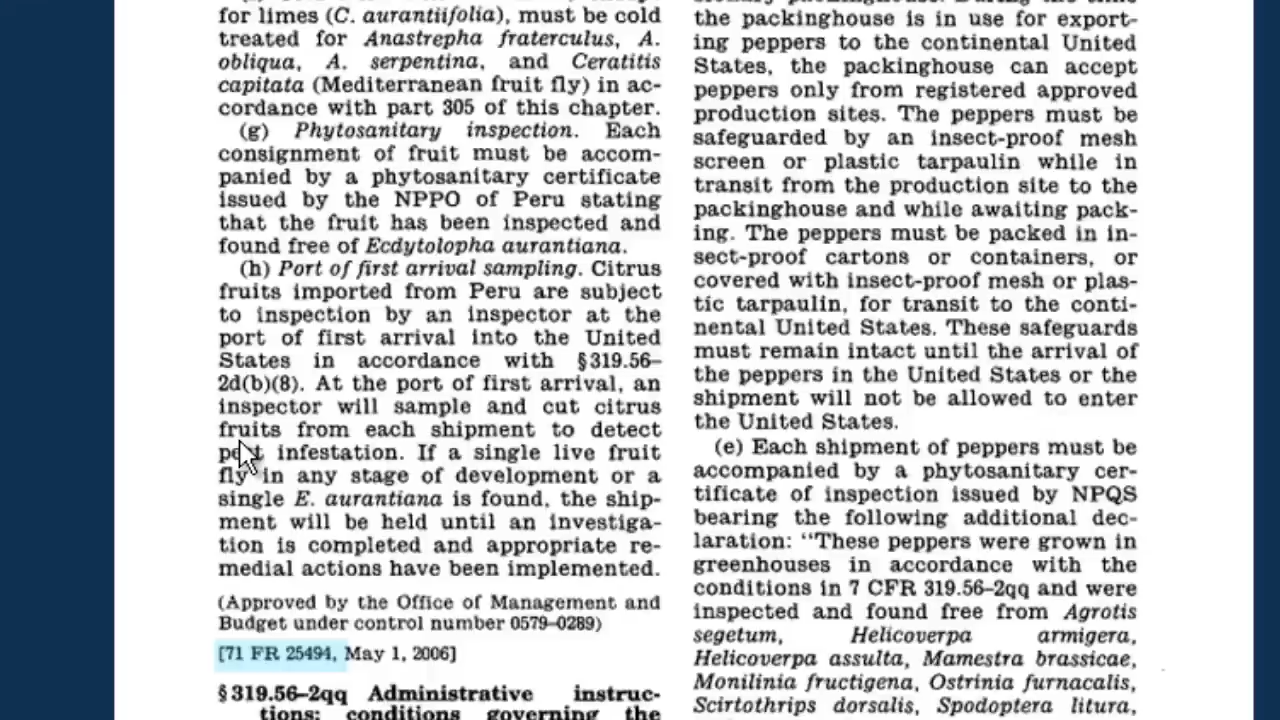 for limes (C. aurantiifolia), must be cold
treated for Anastrepha fraterculus, A.
obliqua, A. serpentina, and Ceratitis
capitata (Mediterranean fruit fly) in ac-
cordance with part 305 of this chapter.
(g) Phytosanitary inspection. Each
consignment of fruit must be accom-
panied by a phytosanitary certificate
issued by the NPPO of Peru stating
that the fruit has been inspected and
found free of Ecdytolopha aurantiana.
(h) Port of first arrival sampling. Citrus
fruits imported from Peru are subject
to inspection by an inspector at the
port of first arrival into the United
States in accordance with §319.56–
2d(b)(8). At the port of first arrival, an
inspector will sample and cut citrus
fruits from each shipment to detect
pest infestation. If a single live fruit
fly in any stage of development or a
single E. aurantiana is found, the ship-
ment will be held until an investiga-
tion is completed and appropriate re-
medial actions have been implemented.
(Approved by the Office of Management and
Budget under control number 0579–0289)
[71 FR 25494, May 1, 2006]
§319.56–2qq Administrative instruc-
tions: conditions governing the
the packinghouse is in use for export-
ing peppers to the continental United
States, the packinghouse can accept
peppers only from registered approved
production sites. The peppers must be
safeguarded by an insect-proof mesh
screen or plastic tarpaulin while in
transit from the production site to the
packinghouse and while awaiting pack-
ing. The peppers must be packed in in-
sect-proof cartons or containers, or
covered with insect-proof mesh or plas-
tic tarpaulin, for transit to the conti-
nental United States. These safeguards
must remain intact until the arrival of
the peppers in the United States or the
shipment will not be allowed to enter
the United States.
(e) Each shipment of peppers must be
accompanied by a phytosanitary cer-
tificate of inspection issued by NPQS
bearing the following additional dec-
laration: “These peppers were grown in
greenhouses in accordance with the
conditions in 7 CFR 319.56–2qq and were
inspected and found free from Agrotis
segetum, Helicoverpa armigera,
Helicoverpa assulta, Mamestra brassicae,
Monilinia fructigena, Ostrinia furnacalis,
Scirtothrips dorsalis, Spodoptera litura,